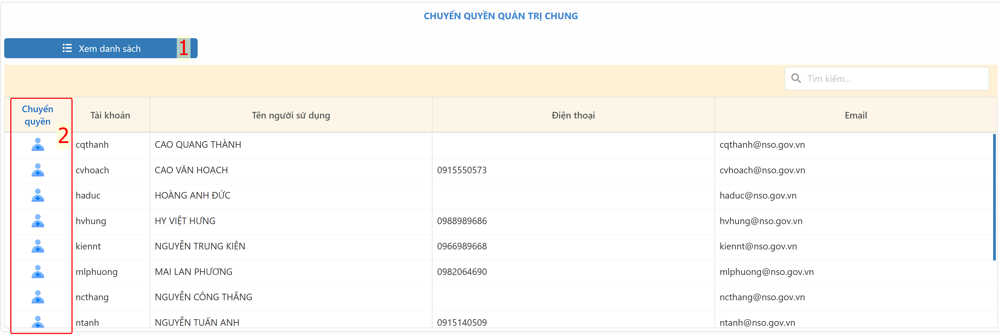 CHUYỂN QUYỀN QUẢN TRỊ CHUNG
Xem danh sách 1
Tìm kiếm...
Chuyển quyền Tài khoản Tên người sử dụng Điện thoại Email
2
cqthanh CAO QUANG THÀNH cqthanh@nso.gov.vn
cvhoach CAO VĂN HOẠCH 0915550573 cvhoach@nso.gov.vn
haduc HOÀNG ANH ĐỨC haduc@nso.gov.vn
hvhung HY VIỆT HƯNG 0988989686 hvhung@nso.gov.vn
kiennt NGUYỄN TRUNG KIÊN 0966989668 kiennt@nso.gov.vn
mlphuong MAI LAN PHƯƠNG 0982064690 mlphuong@nso.gov.vn
ncthang NGUYỄN CÔNG THẮNG ncthang@nso.gov.vn
ntanh NGUYỄN TUẤN ANH 0915140509 ntanh@nso.gov.vn